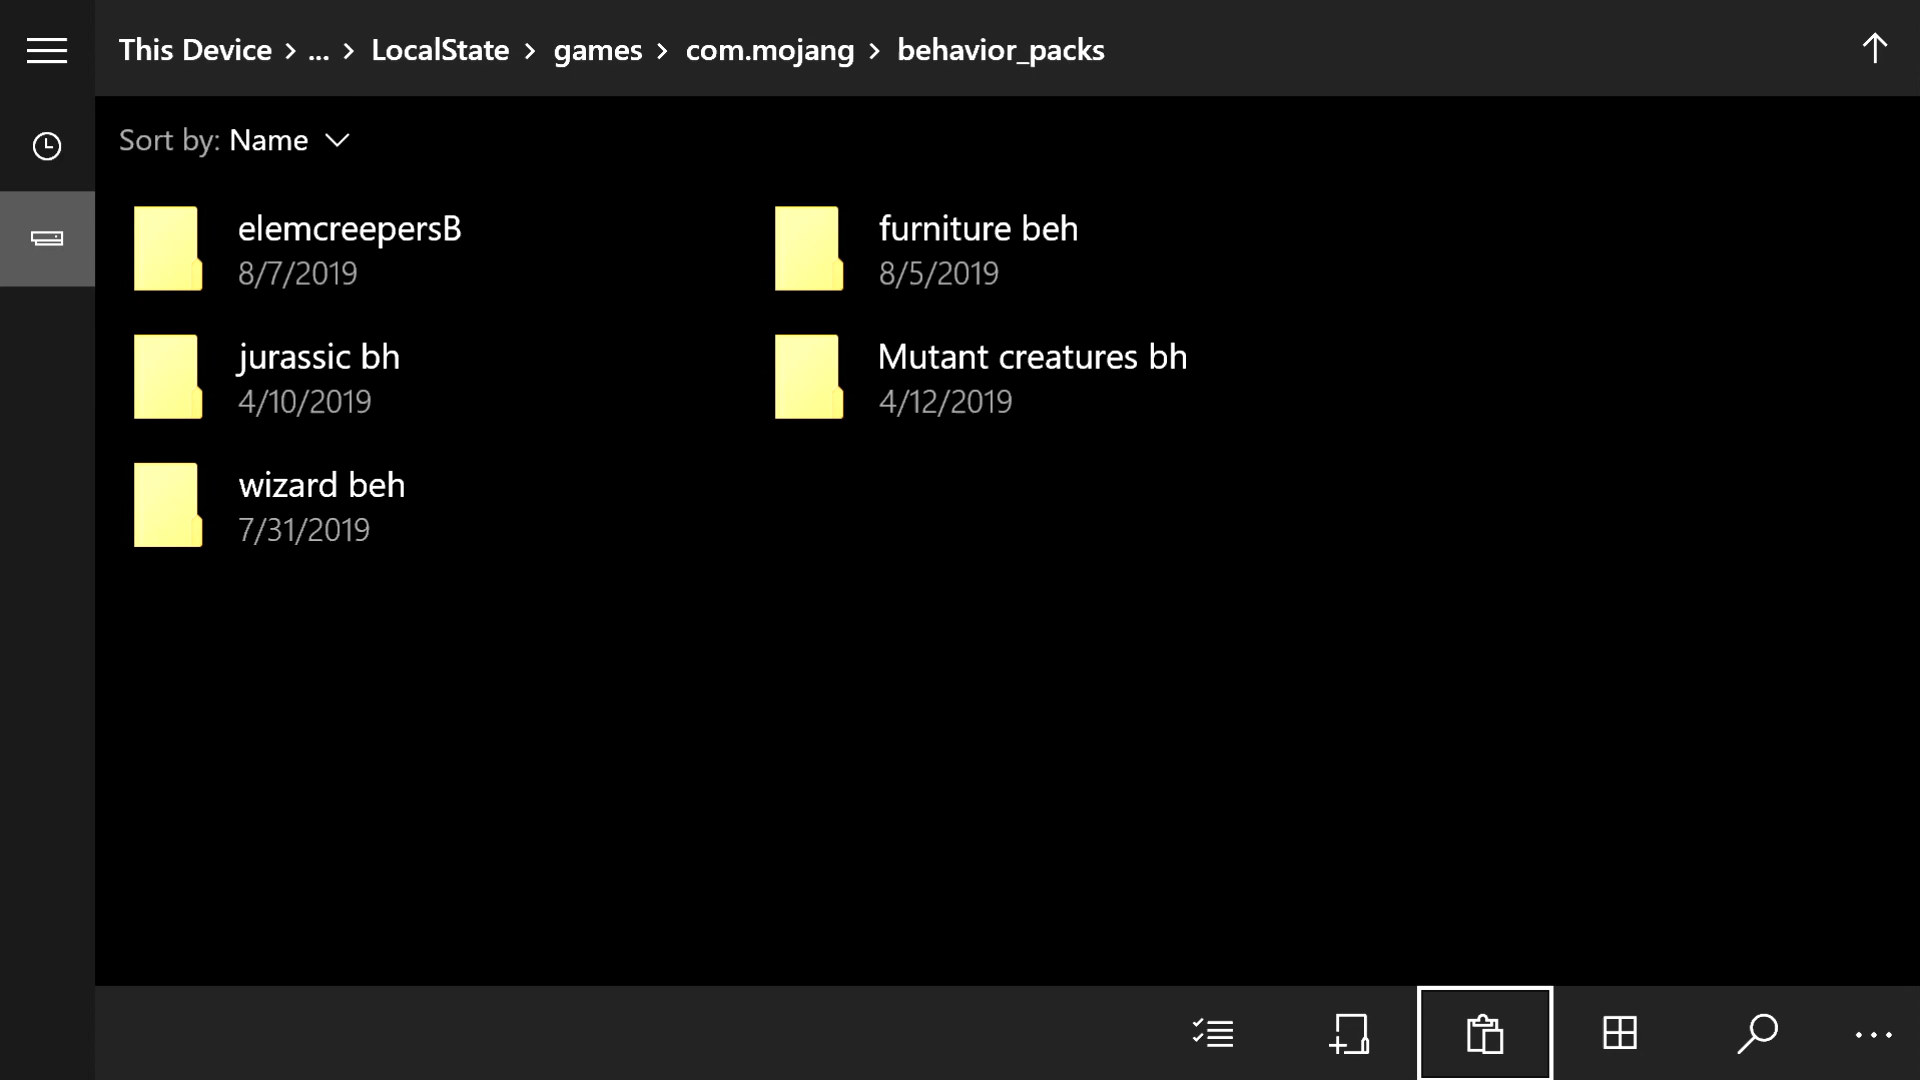 This Device > ... > LocalState > games > com.mojang > behavior_packs
Sort by: Name
elemcreepersB
8/7/2019
furniture beh
8/5/2019
jurassic bh
4/10/2019
Mutant creatures bh
4/12/2019
wizard beh
7/31/2019